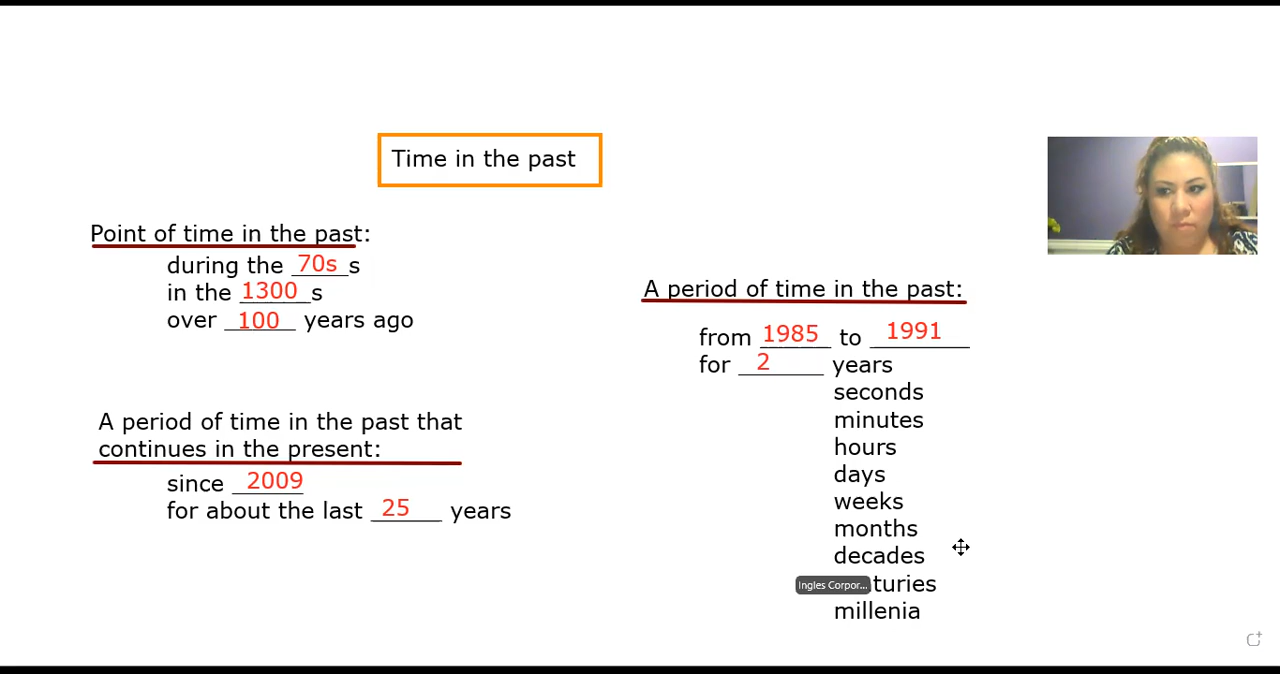 Time in the past
Point of time in the past:
during the 70s s
in the 1300 s
over 100 years ago
A period of time in the past that
continues in the present:
since 2009
for about the last 25 years
A period of time in the past:
from 1985 to 1991
for 2 years
seconds
minutes
hours
days
weeks
months
decades
turies
millenia
Ingles Corpor...